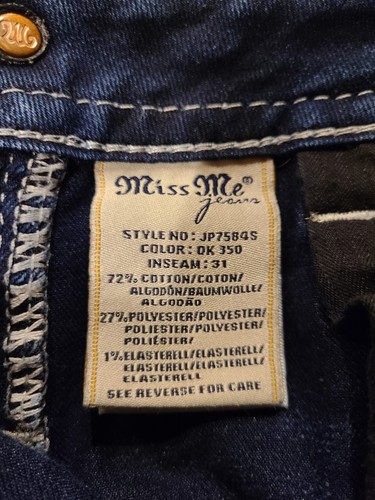 M
Miss Me®
jeans
STYLE NO: JP7584S
COLOR: DK 350
INSEAM: 31
72% COTTON/COTON/
ALGODÓN/BAUMWOLLE/
ALGODÃO
27%POLYESTER/POLYESTER/
POLIÉSTER/POLYESTER/
POLIÉSTER/
1%ELASTERELL/ELASTERELL/
ELASTERELL/ELASTERELL/
ELASTERELL
SEE REVERSE FOR CARE